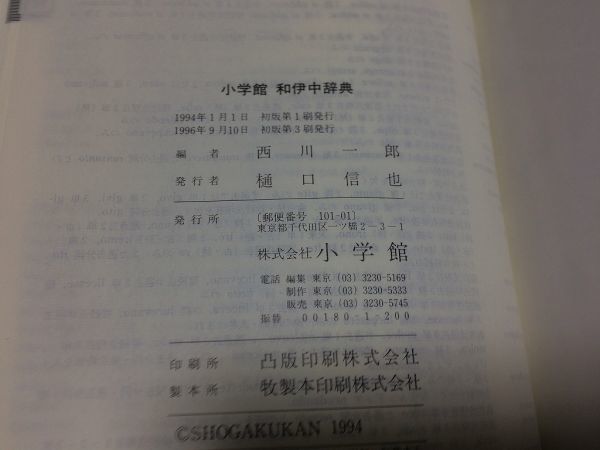 小学館 和伊中辞典
1994年1月1日 初版第1刷発行
1996年9月10日 初版第3刷発行
編者 西川一郎
発行者 樋口信也
発行所 〔郵便番号 101-01〕
東京都千代田区一ツ橋2-3-1
株式会社 小学館
電話 編集 東京 (03) 3230-5169
制作 東京 (03) 3230-5333
販売 東京 (03) 3230-5745
振替 00180-1-200
印刷所 凸版印刷株式会社
製本所 牧製本印刷株式会社
©SHOGAKUKAN 1994